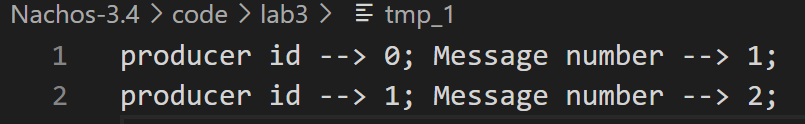 Nachos-3.4 > code > lab3 > tmp_1
1 producer id --> 0; Message number --> 1;
2 producer id --> 1; Message number --> 2;